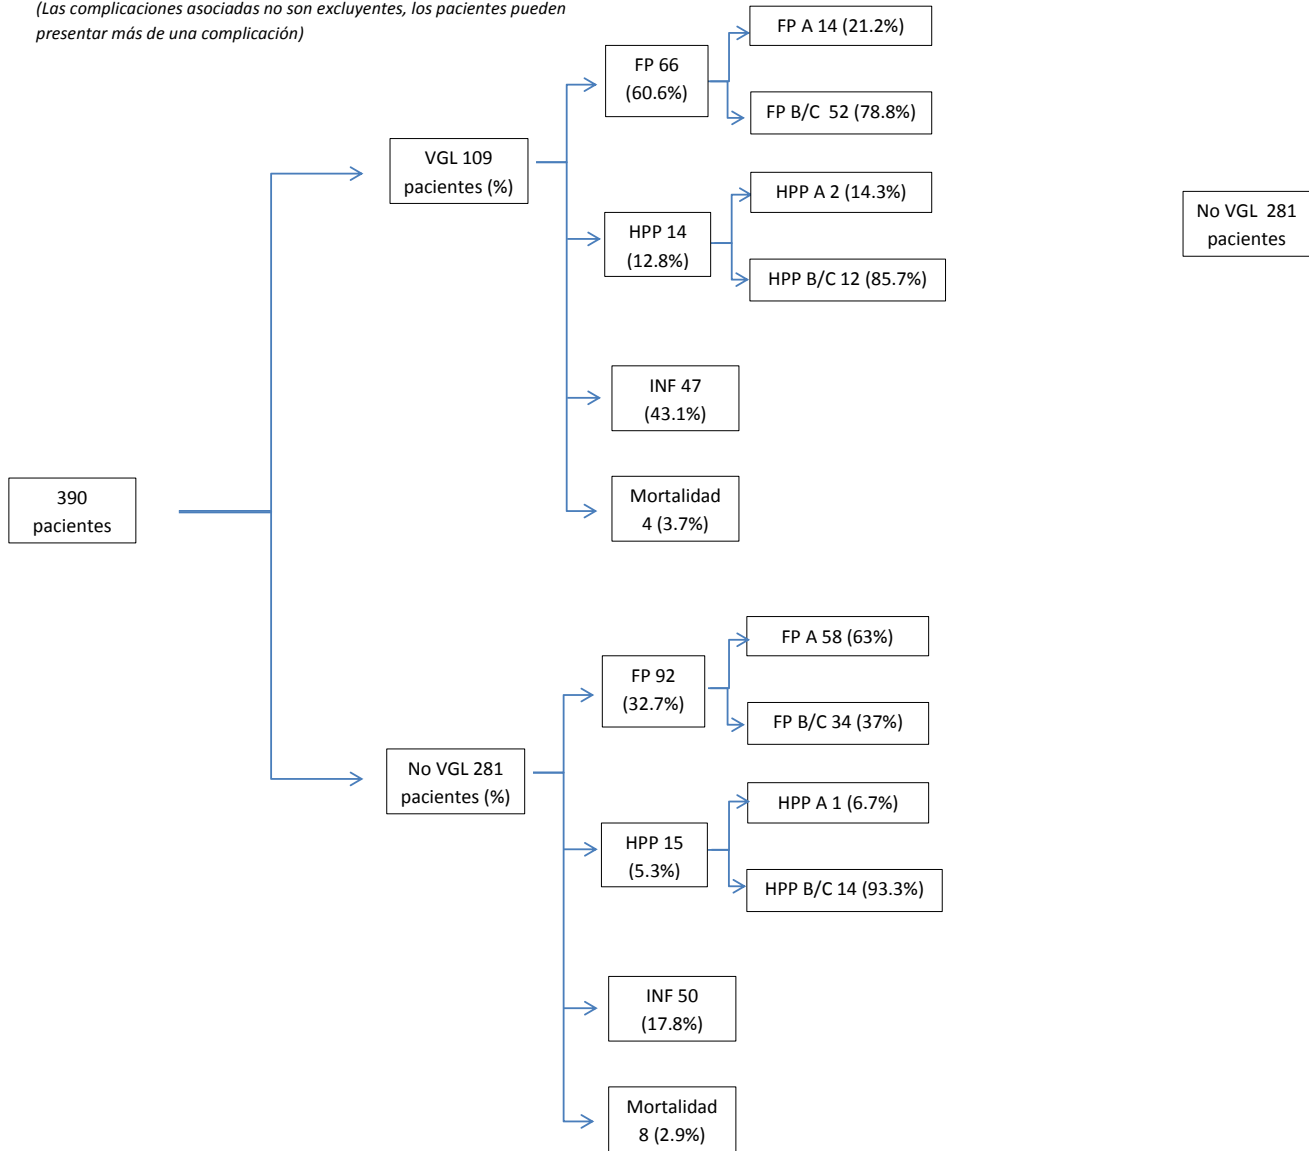 (Las complicaciones asociadas no son excluyentes, los pacientes pueden
presentar más de una complicación)
390
pacientes
VGL 109
pacientes (%)
FP 66
(60.6%)
FP A 14 (21.2%)
FP B/C 52 (78.8%)
HPP 14
(12.8%)
HPP A 2 (14.3%)
HPP B/C 12 (85.7%)
INF 47
(43.1%)
Mortalidad
4 (3.7%)
No VGL 281
pacientes (%)
FP 92
(32.7%)
FP A 58 (63%)
FP B/C 34 (37%)
HPP 15
(5.3%)
HPP A 1 (6.7%)
HPP B/C 14 (93.3%)
INF 50
(17.8%)
Mortalidad
8 (2.9%)
No VGL 281
pacientes